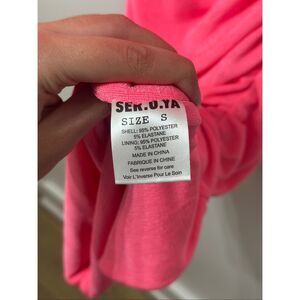 SER.O.YA
SIZE S
SHELL: 95% POLYESTER
5% ELASTANE
LINING: 95% POLYESTER
5% ELASTANE
MADE IN CHINA
FABRIQUE IN CHINE
See reverse for care
Voir L'inverse Pour Le Soin